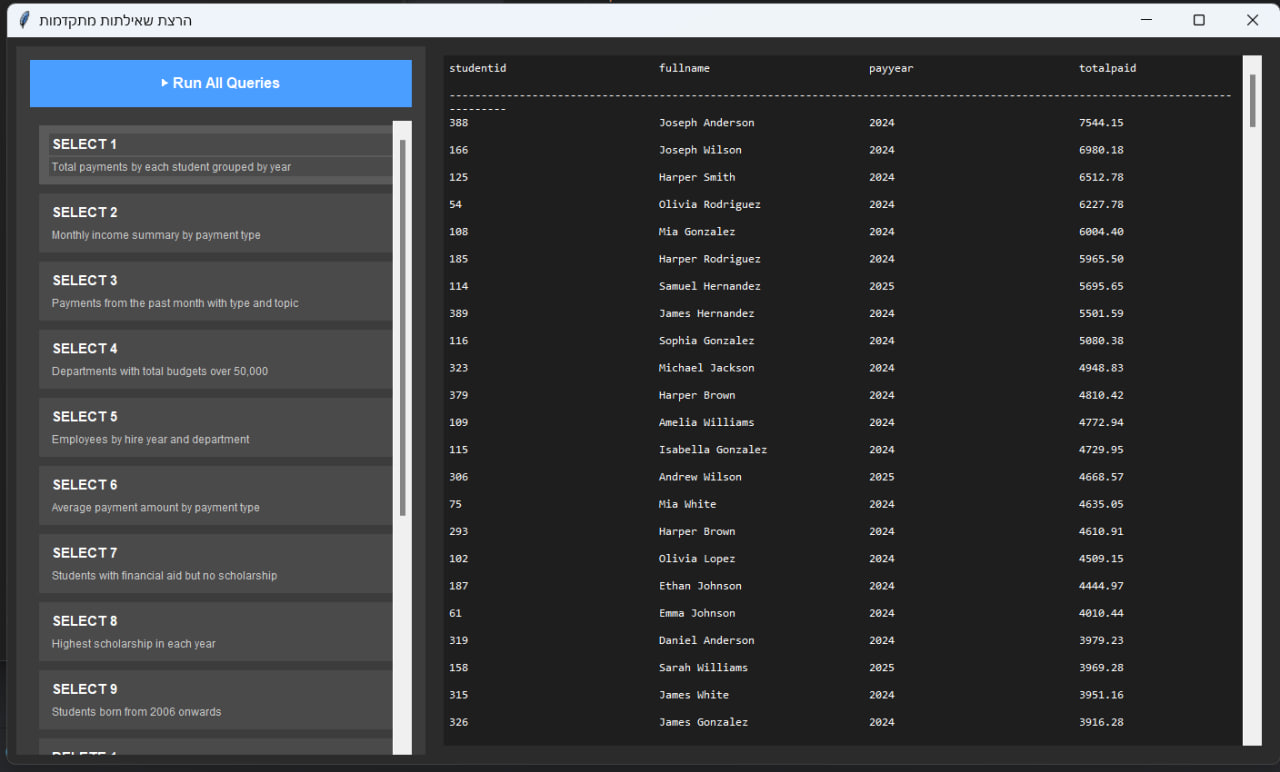 הרצת שאילתות מתקדמות
Run All Queries
SELECT 1
Total payments by each student grouped by year
SELECT 2
Monthly income summary by payment type
SELECT 3
Payments from the past month with type and topic
SELECT 4
Departments with total budgets over 50,000
SELECT 5
Employees by hire year and department
SELECT 6
Average payment amount by payment type
SELECT 7
Students with financial aid but no scholarship
SELECT 8
Highest scholarship in each year
SELECT 9
Students born from 2006 onwards
DELETE 1
studentid fullname payyear totalpaid
388 Joseph Anderson 2024 7544.15
166 Joseph Wilson 2024 6980.18
125 Harper Smith 2024 6512.78
54 Olivia Rodriguez 2024 6227.78
108 Mia Gonzalez 2024 6004.40
185 Harper Rodriguez 2024 5965.50
114 Samuel Hernandez 2025 5695.65
389 James Hernandez 2024 5501.59
116 Sophia Gonzalez 2024 5080.38
323 Michael Jackson 2024 4948.83
379 Harper Brown 2024 4810.42
109 Amelia Williams 2024 4772.94
115 Isabella Gonzalez 2024 4729.95
306 Andrew Wilson 2025 4668.57
75 Mia White 2024 4635.05
293 Harper Brown 2024 4610.91
102 Olivia Lopez 2024 4509.15
187 Ethan Johnson 2024 4444.97
61 Emma Johnson 2024 4010.44
319 Daniel Anderson 2024 3979.23
158 Sarah Williams 2025 3969.28
315 James White 2024 3951.16
326 James Gonzalez 2024 3916.28